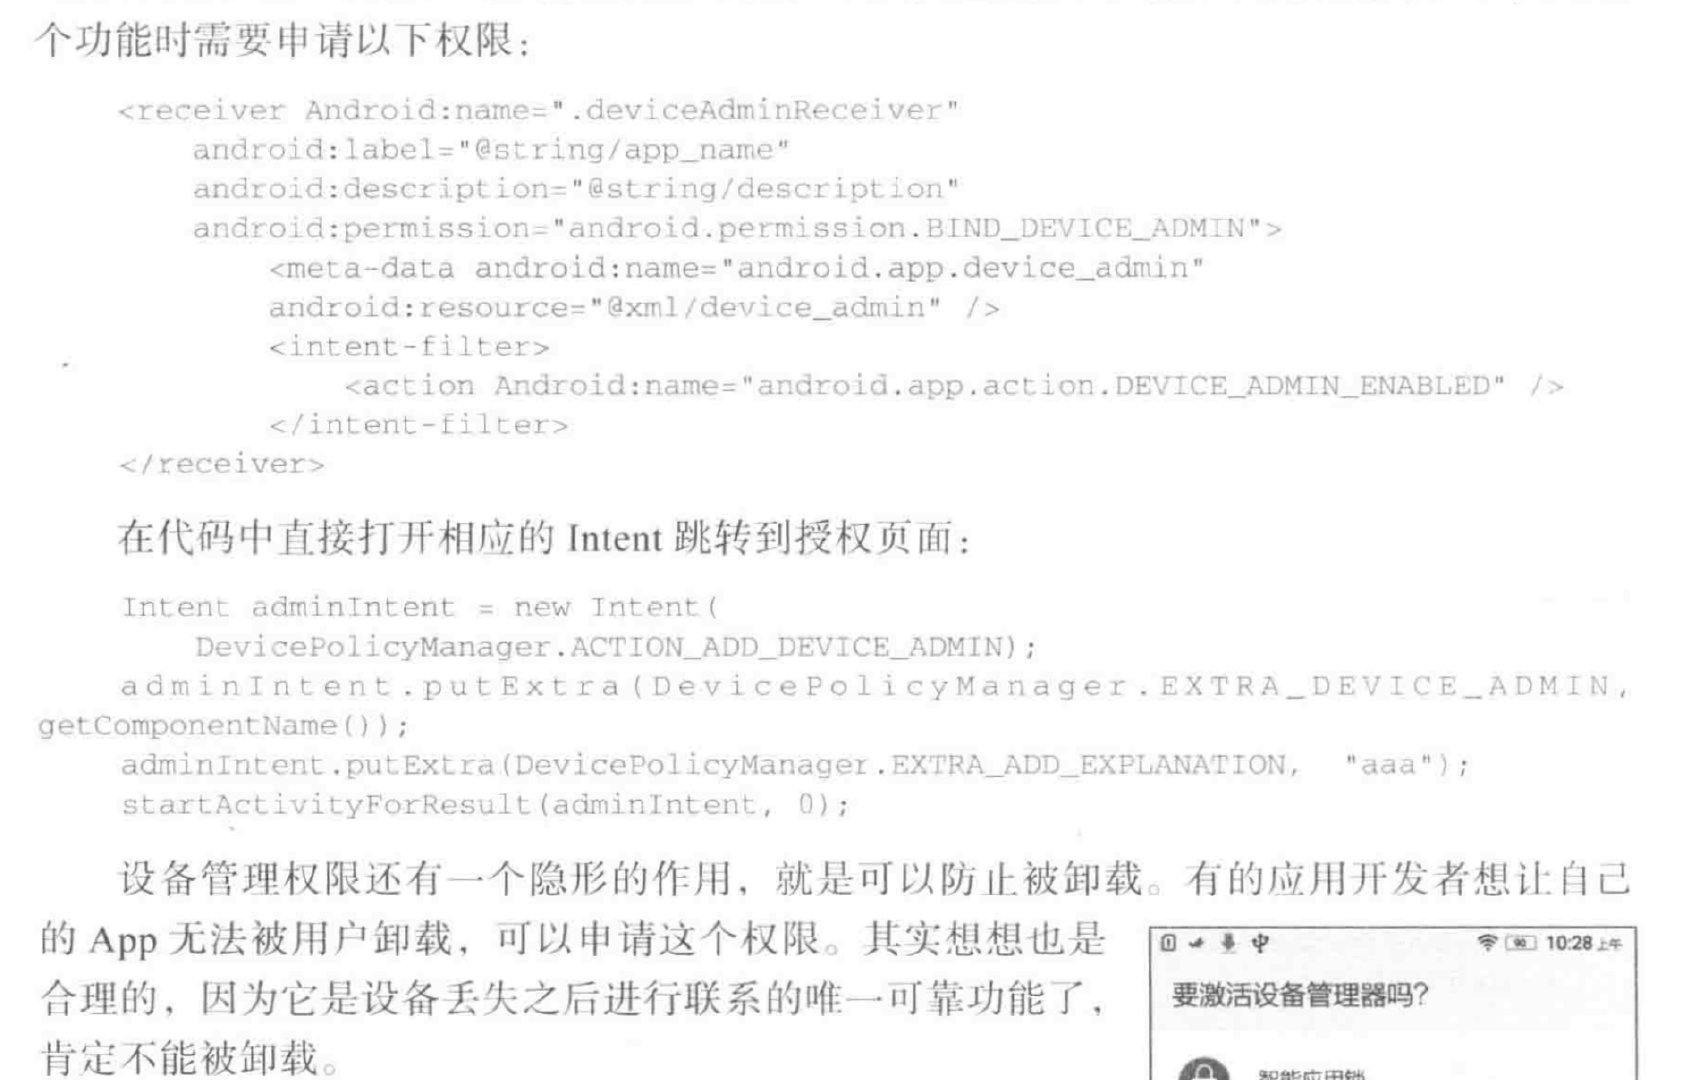 个功能时需要申请以下权限：
<receiver Android:name=".deviceAdminReceiver"
android:label="@string/app_name"
android:description="@string/description"
android:permission="android.permission.BIND_DEVICE_ADMIN">
<meta-data android:name="android.app.device_admin"
android:resource="@xml/device_admin" />
<intent-filter>
<action Android:name="android.app.action.DEVICE_ADMIN_ENABLED" />
</intent-filter>
</receiver>
在代码中直接打开相应的 Intent 跳转到授权页面：
Intent adminIntent = new Intent(
DevicePolicyManager.ACTION_ADD_DEVICE_ADMIN);
adminIntent.putExtra(DevicePolicyManager.EXTRA_DEVICE_ADMIN,
getComponentName());
adminIntent.putExtra(DevicePolicyManager.EXTRA_ADD_EXPLANATION, "aaa");
startActivityForResult(adminIntent, 0);
设备管理权限还有一个隐形的作用，就是可以防止被卸载。有的应用开发者想让自己
的 App 无法被用户卸载，可以申请这个权限。其实想想也是
合理的，因为它是设备丢失之后进行联系的唯一可靠功能了，
肯定不能被卸载。
10:28 上午
要激活设备管理器吗?
智能应用锁